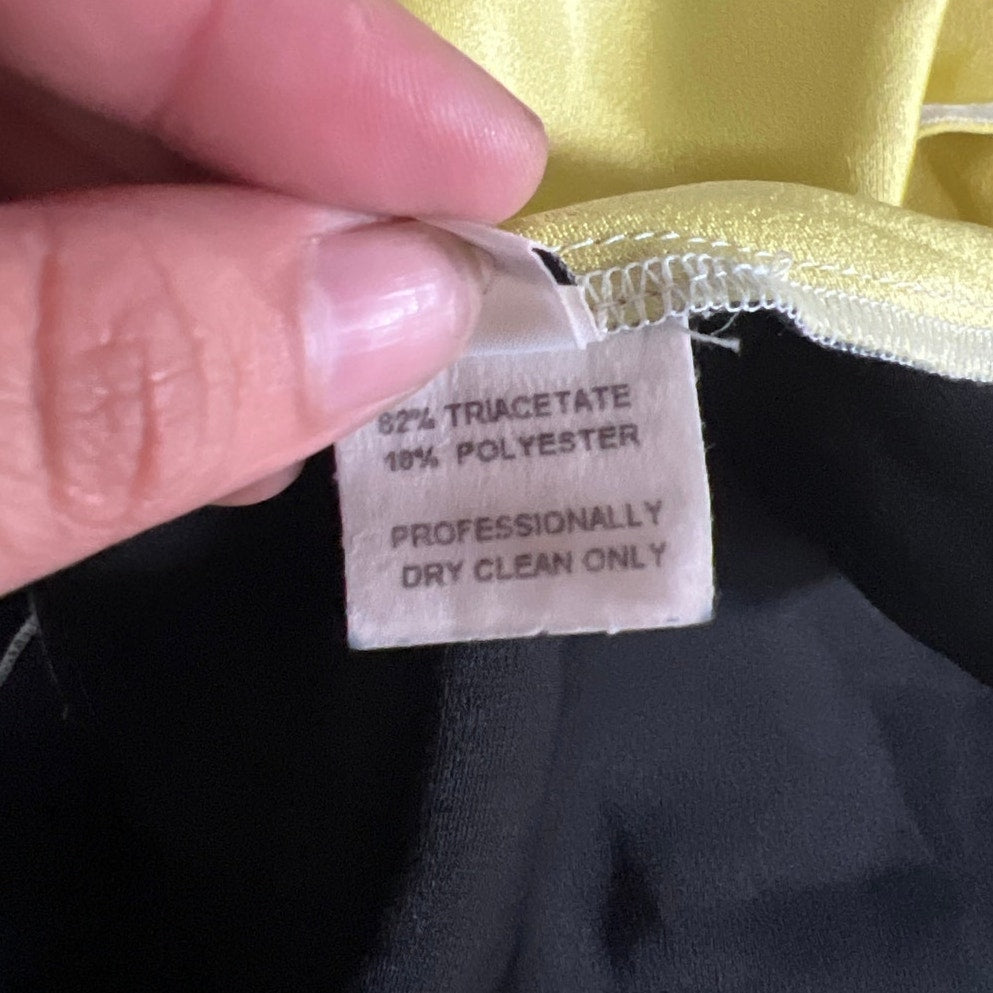 82% TRIACETATE
18% POLYESTER
PROFESSIONALLY
DRY CLEAN ONLY